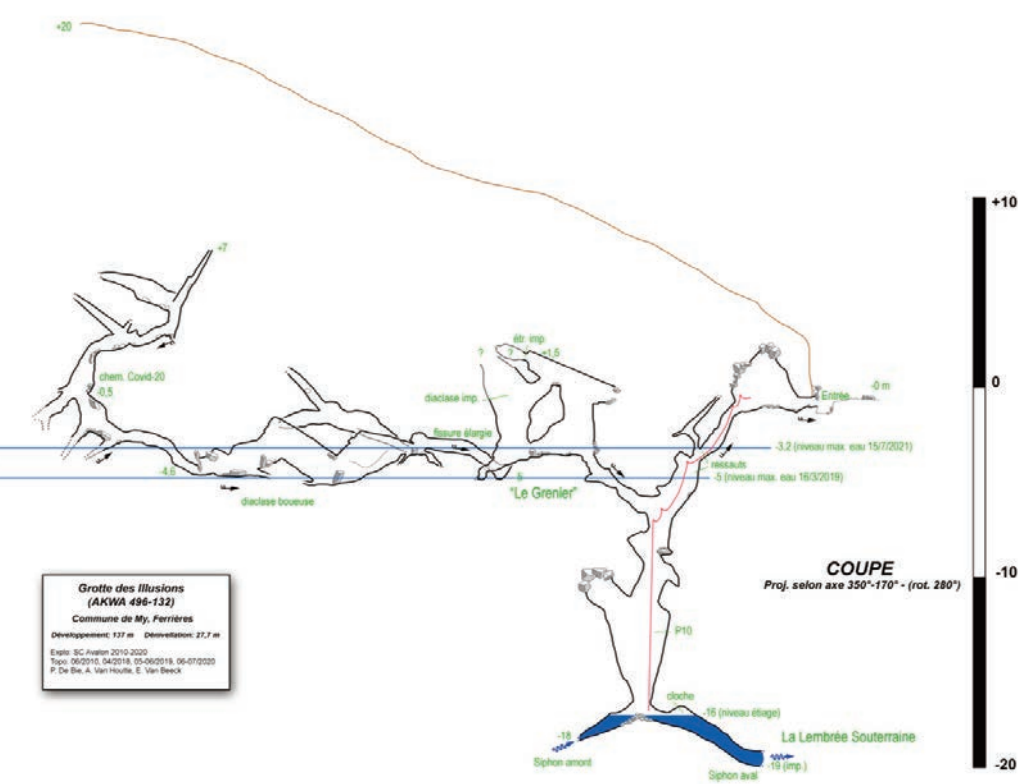 +20
+10
+7
étr. imp.
?
?
+1,5
chem. Covid-20
-0,5
diaclase imp.
-0 m
0
Entrée
fissure élargie
-3,2 (niveau max. eau 15/7/2021)
ressauts
-4,6
5
-5 (niveau max. eau 16/3/2019)
"Le Grenier"
diaclase boueuse
COUPE
Proj. selon axe 350°-170° - (rot. 280°)
-10
Grotte des Illusions
(AKWA 496-132)
Commune de My, Ferrières
Développement: 137 m Dénivellation: 27,7 m
Explo: SC Avalon 2010-2020
Topo: 06/2010, 04/2018, 05-06/2019, 06-07/2020
P. De Bie, A. Van Houtte, E. Van Beeck
P10
cloche
-16 (niveau étiage)
-18
La Lembrée Souterraine
Siphon amont
-19 (imp.)
Siphon aval
-20